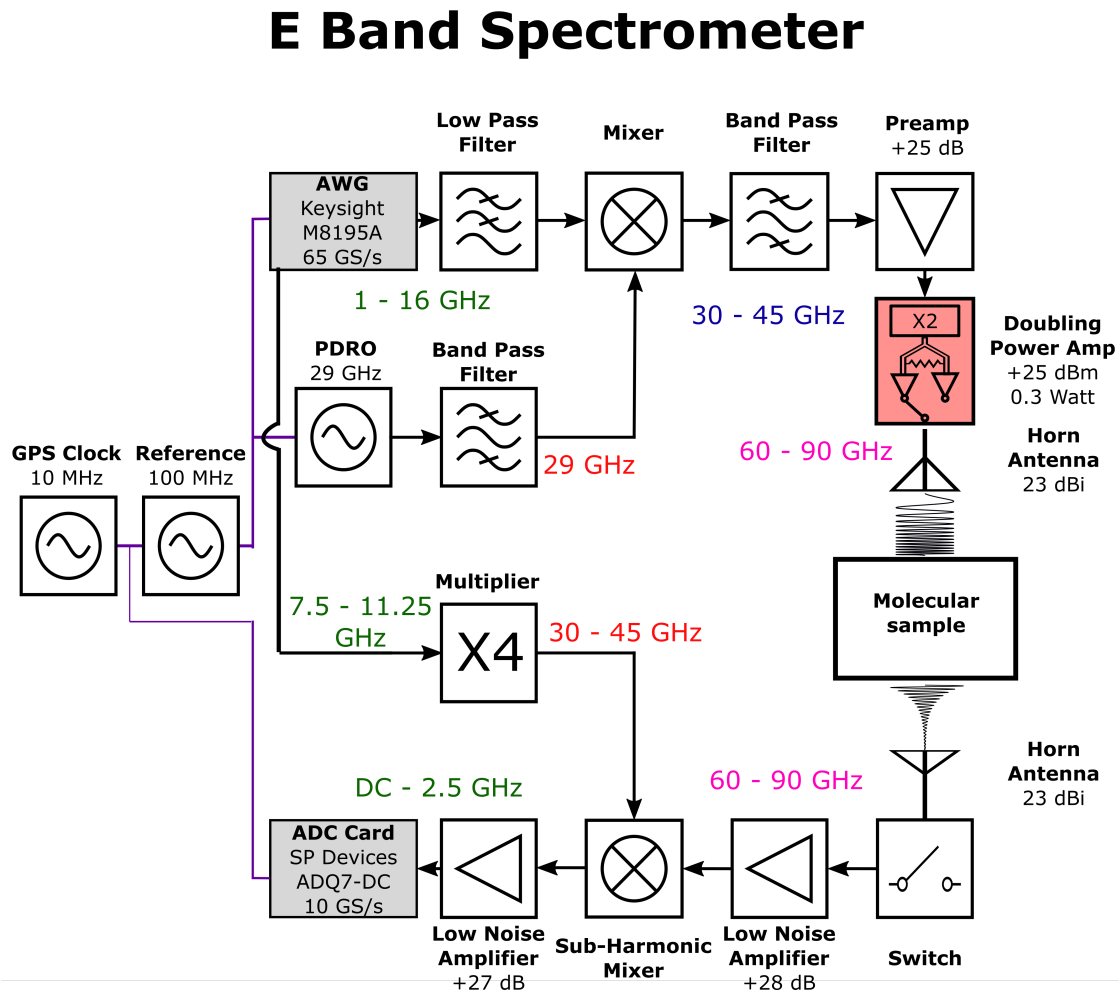 E Band Spectrometer
Low Pass
Filter
Mixer
Band Pass
Filter
Preamp
+25 dB
AWG
Keysight
M8195A
65 GS/s
1 - 16 GHz
30 - 45 GHz
X2
Doubling
Power Amp
+25 dBm
0.3 Watt
PDRO
29 GHz
Band Pass
Filter
29 GHz
60 - 90 GHz
Horn
Antenna
23 dBi
GPS Clock
10 MHz
Reference
100 MHz
Molecular
sample
Multiplier
7.5 - 11.25
GHz
X4
30 - 45 GHz
Horn
Antenna
23 dBi
DC - 2.5 GHz
60 - 90 GHz
ADC Card
SP Devices
ADQ7-DC
10 GS/s
Low Noise
Amplifier
+27 dB
Sub-Harmonic
Mixer
Low Noise
Amplifier
+28 dB
Switch